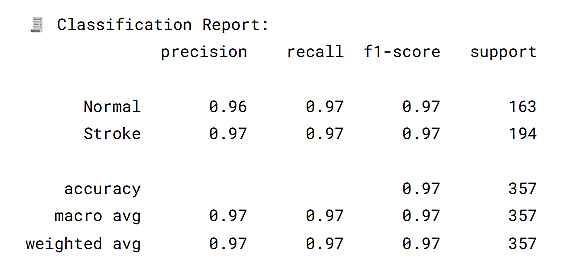 🧾 Classification Report:
precision recall f1-score support
Normal 0.96 0.97 0.97 163
Stroke 0.97 0.97 0.97 194
accuracy 0.97 357
macro avg 0.97 0.97 0.97 357
weighted avg 0.97 0.97 0.97 357